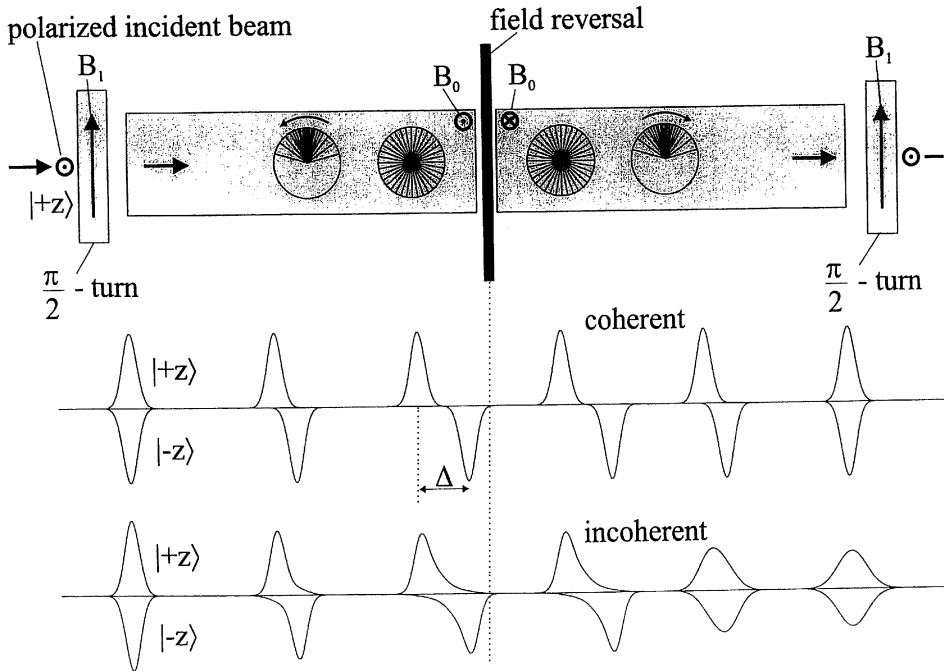 polarized incident beam
field reversal
B₁
B₀
B₀
B₁
|+z⟩
π/2 - turn
π/2 - turn
coherent
|+z⟩
|-z⟩
Δ
incoherent
|+z⟩
|-z⟩